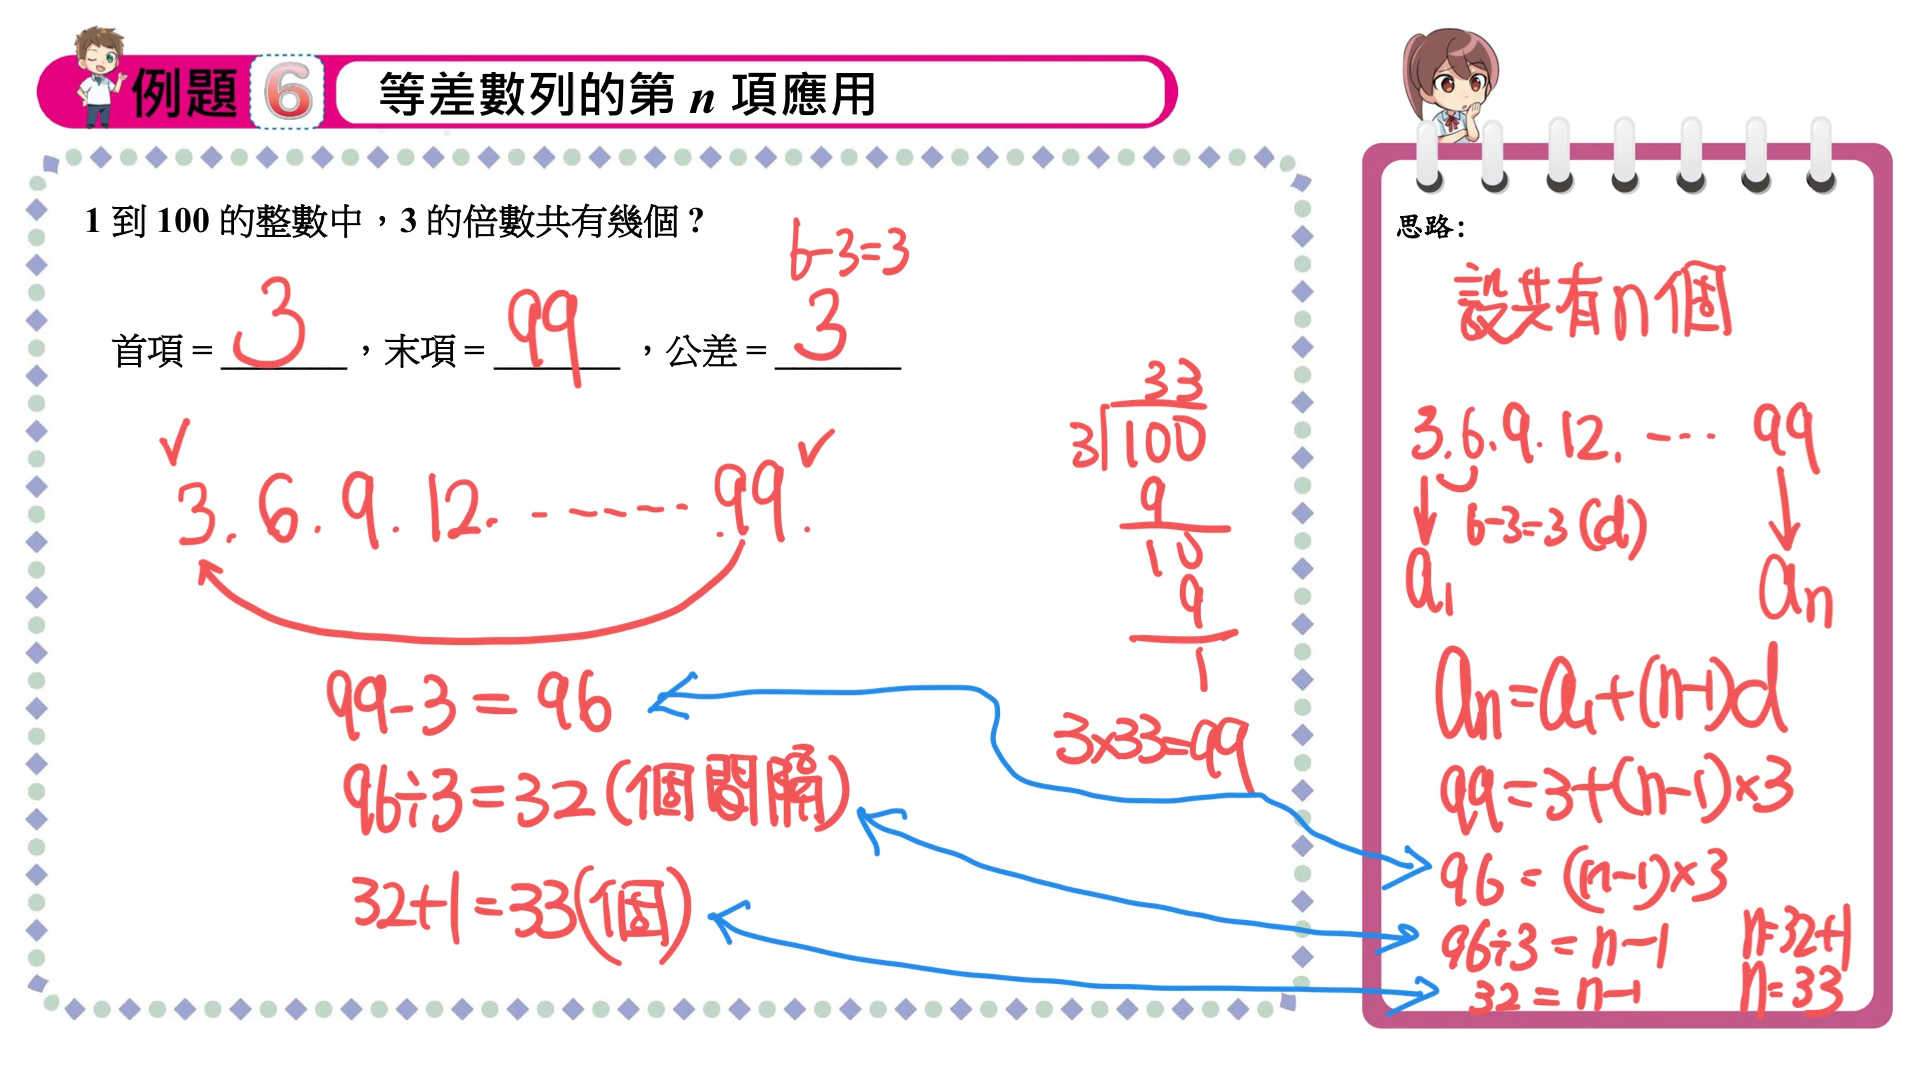 例題 6 等差數列的第 n 項應用
1 到 100 的整數中，3 的倍數共有幾個？
6-3=3
首項 = 3 ，末項 = 99 ，公差 = 3
3. 6. 9. 12. ------ .99.
99-3=96
96÷3=32(個間隔)
32+1=33(個)
33
3 100
9
10
9
1
3×33=99
思路：
設共有n個
3.6.9.12. ---- 99
6-3=3(d)
a1 an
an=a1+(n-1)d
99=3+(n-1)×3
96=(n-1)×3
96÷3=n-1
32=n-1
n=32+1
n=33